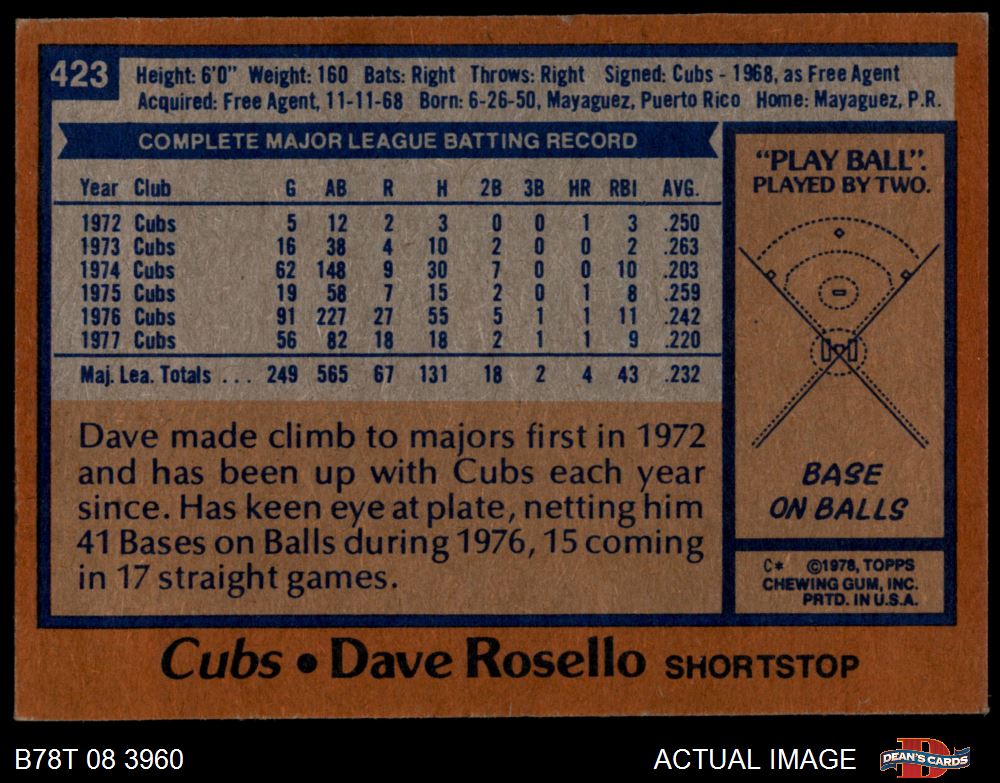 423
Height: 6'0" Weight: 160 Bats: Right Throws: Right Signed: Cubs - 1968, as Free Agent
Acquired: Free Agent, 11-11-68 Born: 6-26-50, Mayaguez, Puerto Rico Home: Mayaguez, P.R.
COMPLETE MAJOR LEAGUE BATTING RECORD
Year Club G AB R H 2B 3B HR RBI AVG.
1972 Cubs 5 12 2 3 0 0 1 3 .250
1973 Cubs 16 38 4 10 2 0 0 2 .263
1974 Cubs 62 148 9 30 7 0 0 10 .203
1975 Cubs 19 58 7 15 2 0 1 8 .259
1976 Cubs 91 227 27 55 5 1 1 11 .242
1977 Cubs 56 82 18 18 2 1 1 9 .220
Maj. Lea. Totals ... 249 565 67 131 18 2 4 43 .232
Dave made climb to majors first in 1972
and has been up with Cubs each year
since. Has keen eye at plate, netting him
41 Bases on Balls during 1976, 15 coming
in 17 straight games.
"PLAY BALL".
PLAYED BY TWO.
BASE
ON BALLS
C* ©1978, TOPPS
CHEWING GUM, INC.
PRTD. IN U.S.A.
Cubs • Dave Rosello SHORTSTOP
B78T 08 3960
ACTUAL IMAGE
D
DEAN'S CARDS